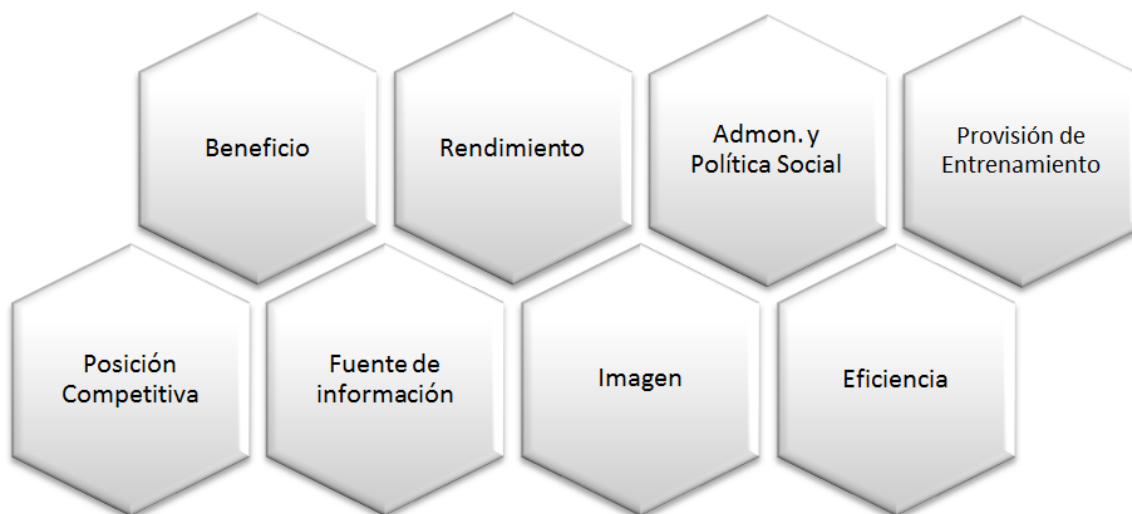 Beneficio
Rendimiento
Admon. y
Política Social
Provisión de
Entrenamiento
Posición
Competitiva
Fuente de
información
Imagen
Eficiencia